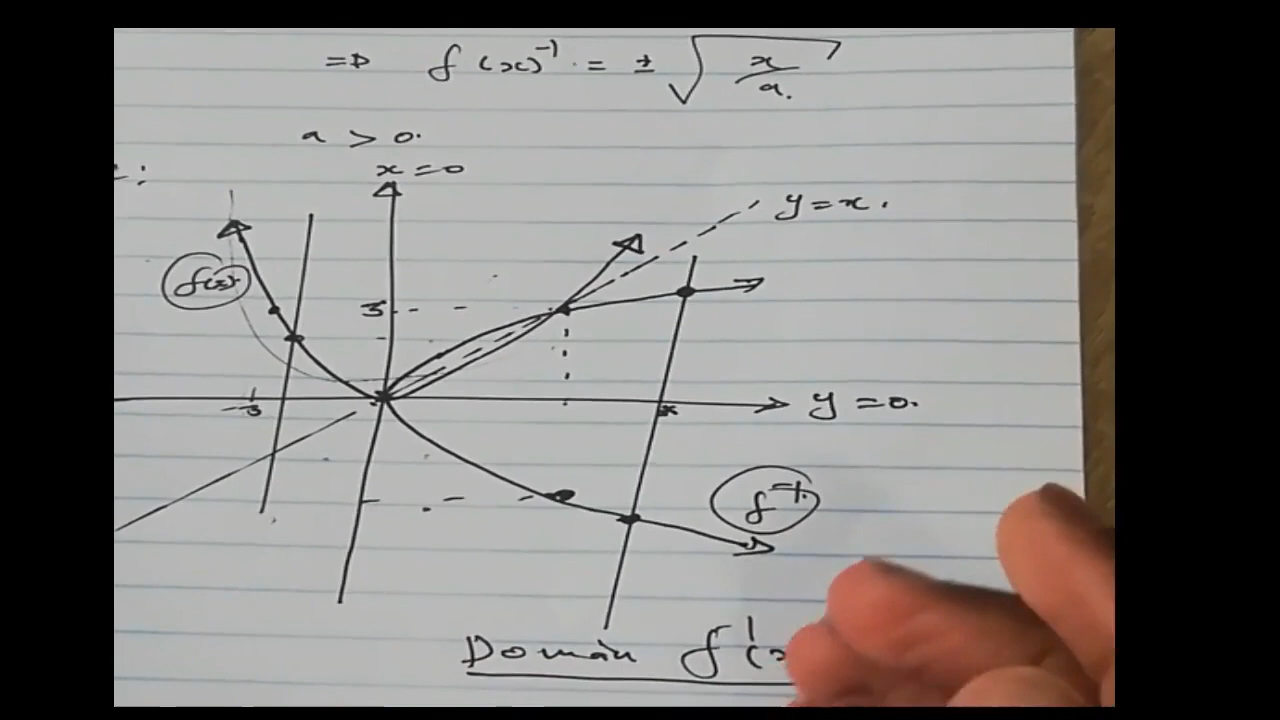 => f(x)⁻¹ = ± √(x/a).
a > 0.
x = 0
y = x.
f(x)
3
-3
x
y = 0.
f⁻¹
Domain